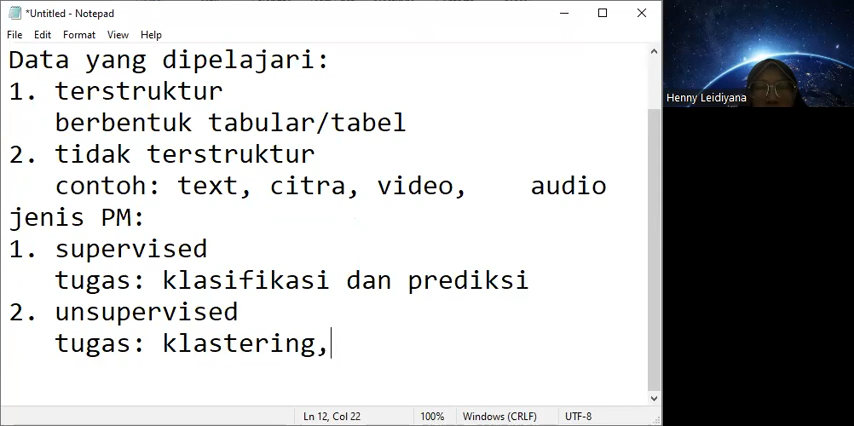 *Untitled - Notepad
File Edit Format View Help
Data yang dipelajari:
1. terstruktur
berbentuk tabular/tabel
2. tidak terstruktur
contoh: text, citra, video, audio
jenis PM:
1. supervised
tugas: klasifikasi dan prediksi
2. unsupervised
tugas: klastering,
Ln 12, Col 22 100% Windows (CRLF) UTF-8
Henny Leidiyana